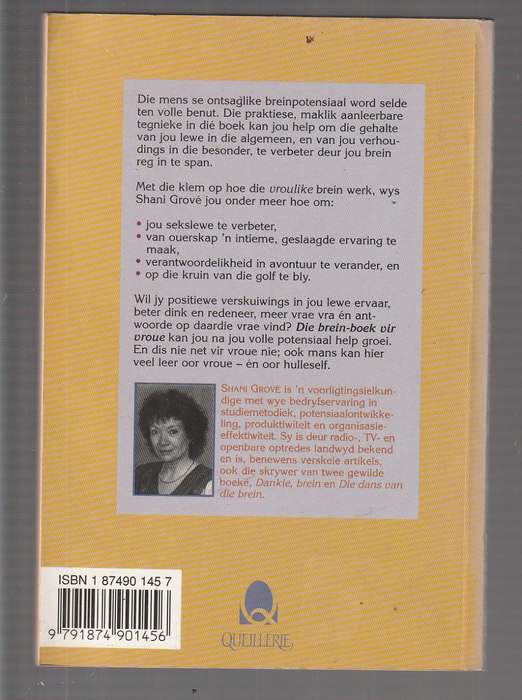 Die mens se ontsaglike breinpotensiaal word selde
ten volle benut. Die praktiese, maklik aanleerbare
tegnieke in dié boek kan jou help om die gehalte
van jou lewe in die algemeen, en van jou verhou-
dings in die besonder, te verbeter deur jou brein
reg in te span.
Met die klem op hoe die vroulike brein werk, wys
Shani Grové jou onder meer hoe om:
• jou sekslewe te verbeter,
• van ouerskap 'n intieme, geslaagde ervaring te
maak,
• verantwoordelikheid in avontuur te verander, en
• op die kruin van die golf te bly.
Wil jy positiewe verskuiwings in jou lewe ervaar,
beter dink en redeneer, meer vrae vra én ant-
woorde op daardie vrae vind? Die brein-boek vir
vroue kan jou na jou volle potensiaal help groei.
En dis nie net vir vroue nie; ook mans kan hier
veel leer oor vroue – én oor hulleself.
SHANI GROVÉ is 'n voorligtingsielkun-
dige met wye bedryfservaring in
studiemetodiek, potensiaalontwikke-
ling, produktiwiteit en organisasie-
effektiwiteit. Sy is deur radio-, TV- en
openbare optredes landwyd bekend
en is, benewens verskeie artikels,
ook die skrywer van twee gewilde
boeke, Dankie, brein en Die dans van
die brein.
ISBN 1 87490 145 7
9 791874 901456
QUEILLERIE